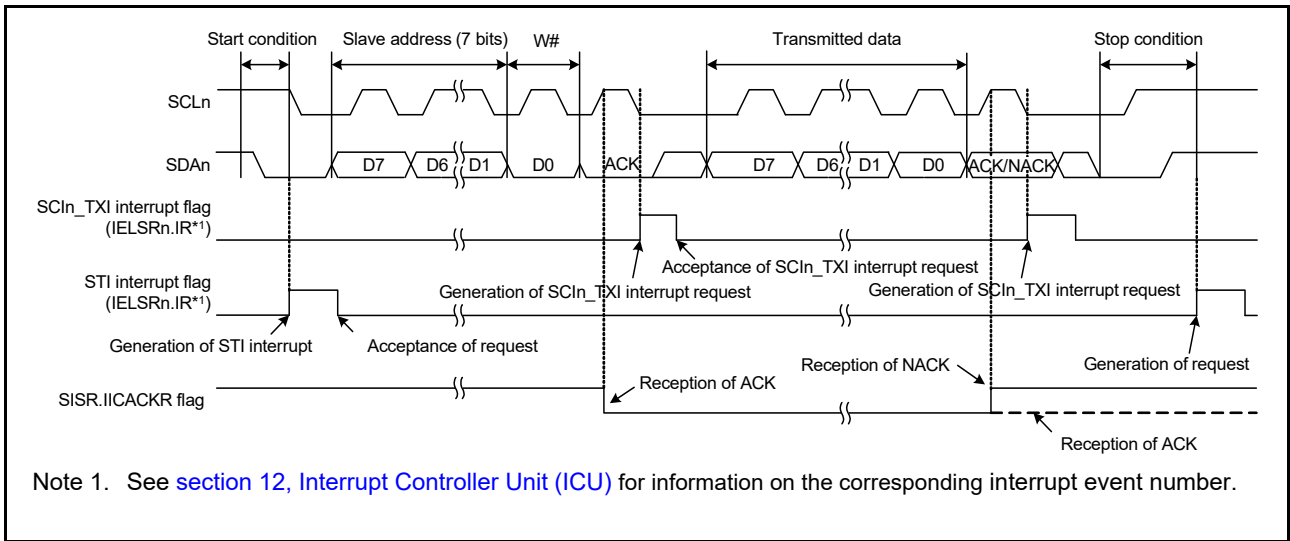 Start condition Slave address (7 bits) W# Transmitted data Stop condition
SCLn
SDAn D7 D6 D1 D0 ACK D7 D6 D1 D0 ACK/NACK
SCIn_TXI interrupt flag
(IELSRn.IR*1)
Acceptance of SCIn_TXI interrupt request
STI interrupt flag
(IELSRn.IR*1)
Generation of SCIn_TXI interrupt request Generation of SCIn_TXI interrupt request
Generation of STI interrupt Acceptance of request
Generation of request
Reception of NACK
Reception of ACK
SISR.IICACKR flag
Reception of ACK
Note 1. See section 12, Interrupt Controller Unit (ICU) for information on the corresponding interrupt event number.